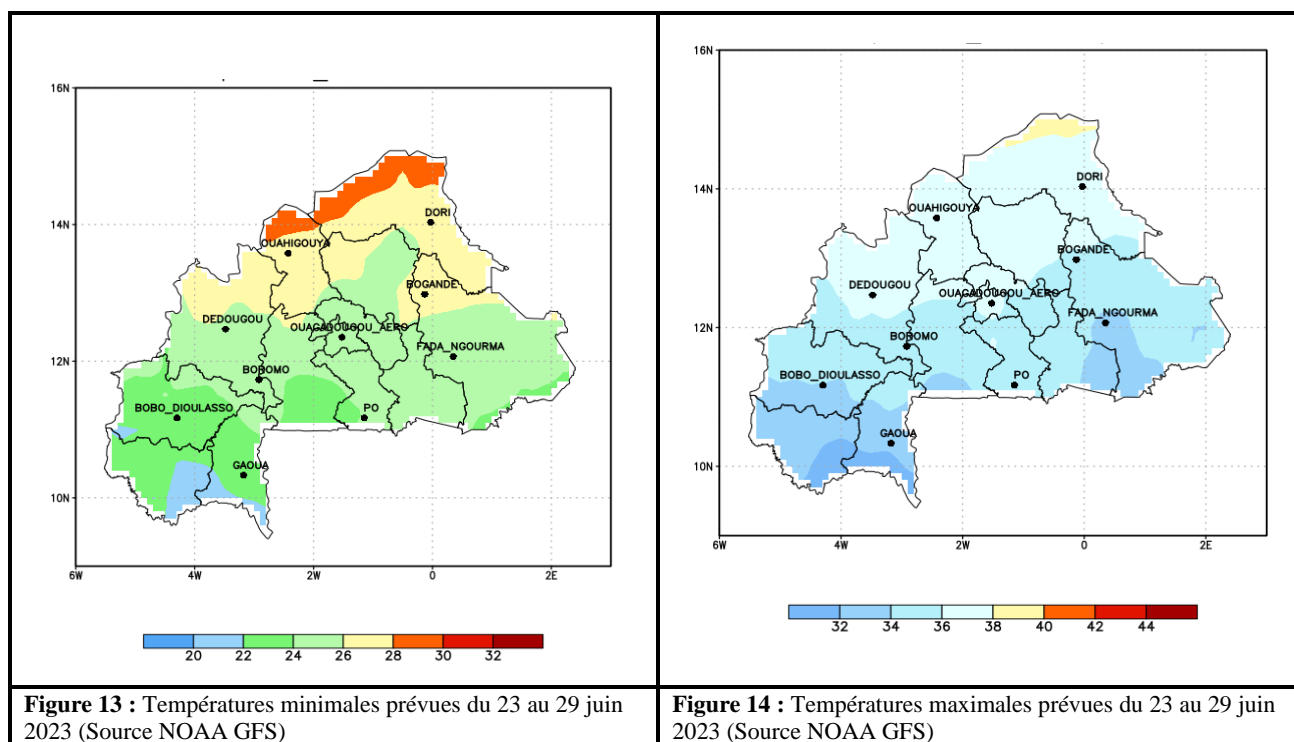 16N
14N
12N
10N
6W 4W 2W 0 2E
DORI
OUAHIGOUYA
BOGANDE
DEDOUGOU
OUAGADOUGOU_AERO
FADA_NGOURMA
BOROMO
BOBO_DIOULASSO
PO
GAOUA
20 22 24 26 28 30 32
Figure 13 : Températures minimales prévues du 23 au 29 juin
2023 (Source NOAA GFS)
16N
14N
12N
10N
6W 4W 2W 0 2E
DORI
OUAHIGOUYA
BOGANDE
DEDOUGOU
OUAGADOUGOU_AERO
FADA_NGOURMA
BOROMO
BOBO_DIOULASSO
PO
GAOUA
32 34 36 38 40 42 44
Figure 14 : Températures maximales prévues du 23 au 29 juin
2023 (Source NOAA GFS)